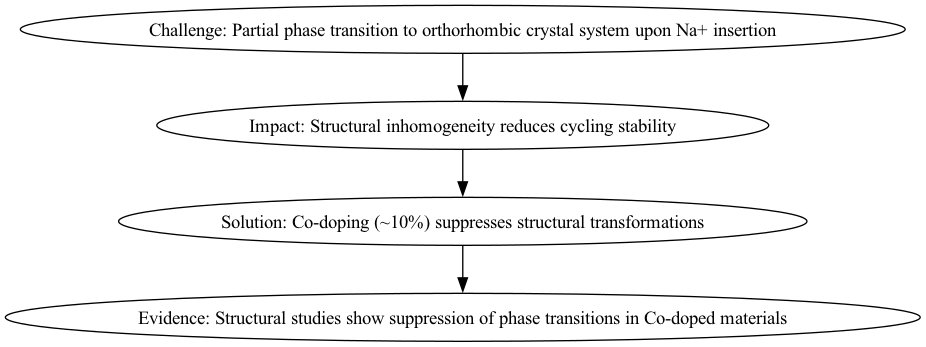 Challenge: Partial phase transition to orthorhombic crystal system upon Na+ insertion
Impact: Structural inhomogeneity reduces cycling stability
Solution: Co-doping (~10%) suppresses structural transformations
Evidence: Structural studies show suppression of phase transitions in Co-doped materials